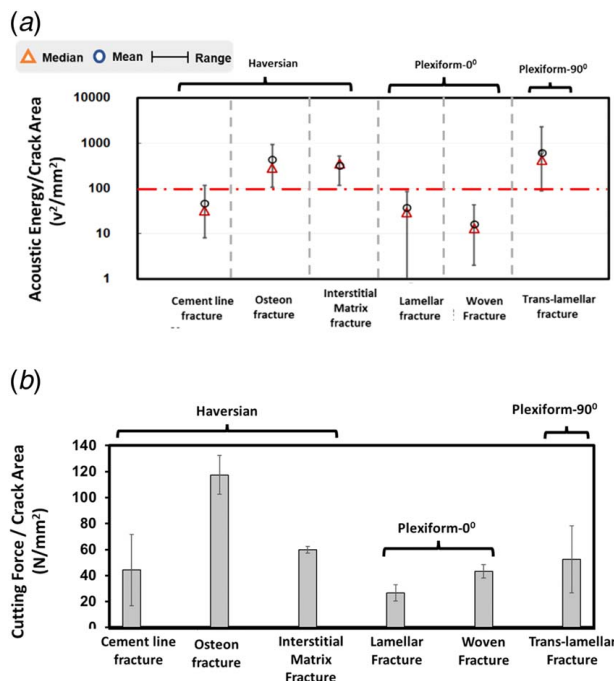 (a)
Median Mean Range
Haversian
Plexiform-0⁰
Plexiform-90⁰
Acoustic Energy/Crack Area
(v²/mm²)
10000
1000
100
10
1
Cement line
fracture
Osteon
fracture
Interstitial
Matrix
fracture
Lamellar
fracture
Woven
Fracture
Trans-lamellar
fracture
(b)
Haversian
Plexiform-90⁰
Plexiform-0⁰
Cutting Force / Crack Area
(N/mm²)
140
120
100
80
60
40
20
0
Cement line
fracture
Osteon
fracture
Interstitial
Matrix
Fracture
Lamellar
Fracture
Woven
Fracture
Trans-lamellar
Fracture